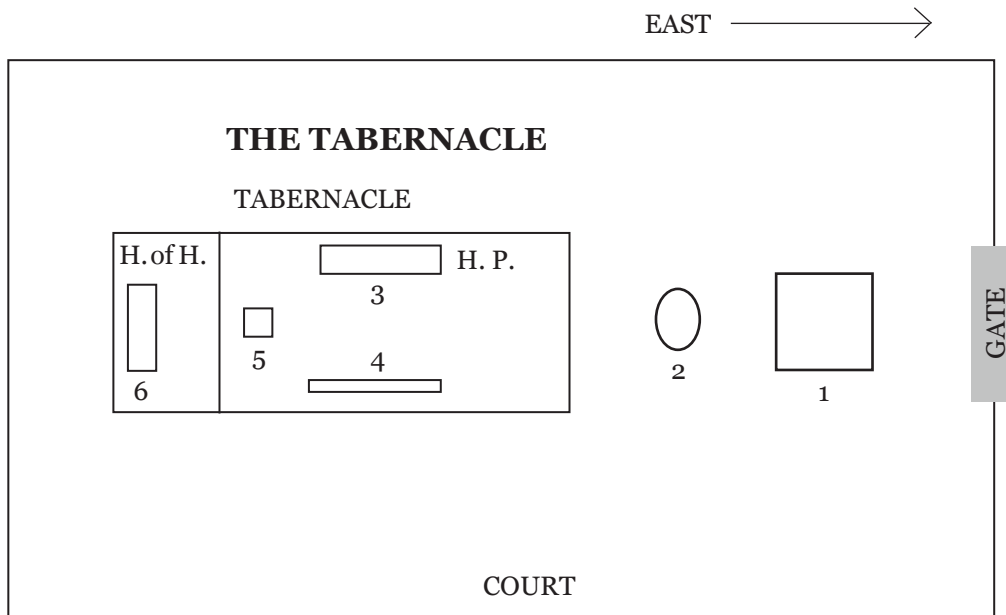 EAST
THE TABERNACLE
TABERNACLE
H. of H.
H. P.
3
5
4
6
2
1
GATE
COURT